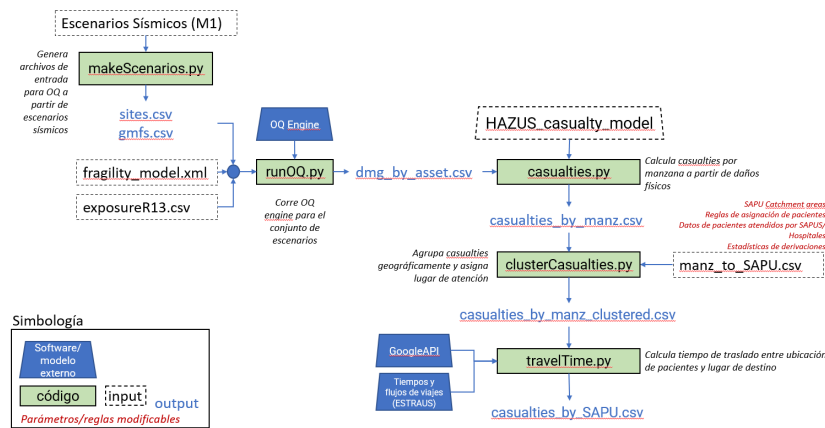 Escenarios Sísmicos (M1)
Genera
archivos de
entrada
para OQ a
partir de
escenarios
sísmicos
makeScenarios.py
sites.csv
gmfs.csv
fragility_model.xml
exposureR13.csv
OQ Engine
runOQ.py
Corre OQ
engine para el
conjunto de
escenarios
dmg_by_asset.csv
HAZUS_casualty_model
casualties.py
Calcula casualties por
manzana a partir de daños
físicos
casualties_by_manz.csv
SAPU Catchment areas
Reglas de asignación de pacientes
Datos de pacientes atendidos por SAPUS/
Hospitales
Estadísticas de derivaciones
Agrupa casualties
geográficamente y asigna
lugar de atención
clusterCasualties.py
manz_to_SAPU.csv
casualties_by_manz_clustered.csv
GoogleAPI
Tiempos y
flujos de viajes
(ESTRAUS)
travelTime.py
Calcula tiempo de traslado entre ubicación
de pacientes y lugar de destino
casualties_by_SAPU.csv
Simbología
Software/
modelo
externo
código
input
output
Parámetros/reglas modificables